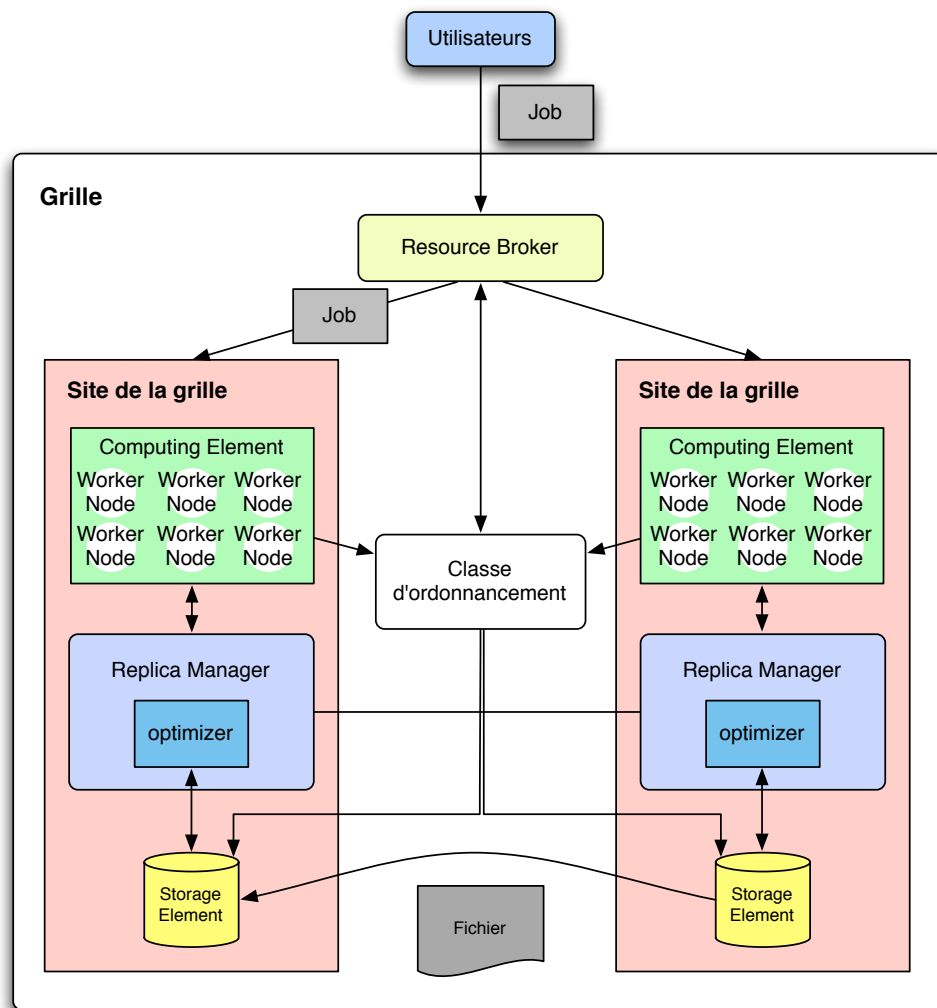 Utilisateurs
Job
Grille
Resource Broker
Job
Site de la grille
Computing Element
Worker Node
Worker Node
Worker Node
Worker Node
Worker Node
Worker Node
Replica Manager
optimizer
Storage
Element
Classe
d'ordonnancement
Site de la grille
Computing Element
Worker Node
Worker Node
Worker Node
Worker Node
Worker Node
Worker Node
Replica Manager
optimizer
Storage
Element
Fichier